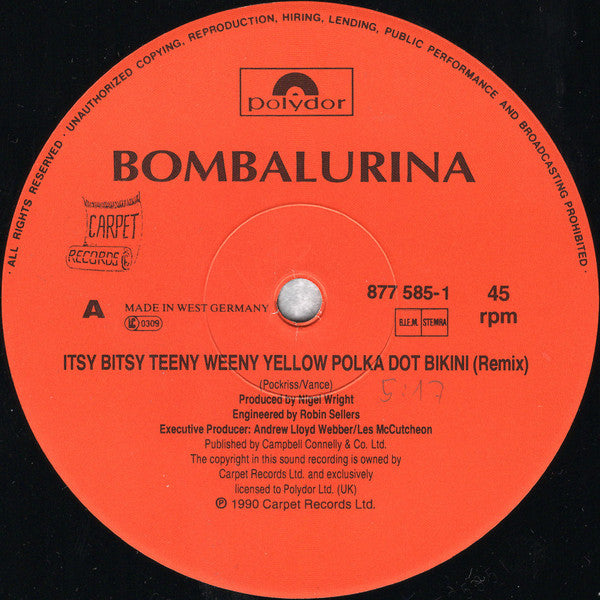 · ALL RIGHTS RESERVED · UNAUTHORIZED COPYING, REPRODUCTION, HIRING, LENDING, PUBLIC PERFORMANCE AND BROADCASTING PROHIBITED ·
polydor
BOMBALURINA
CARPET
RECORDS
A
MADE IN WEST GERMANY
LC 0309
877 585-1
45
rpm
B.I.E.M. STEMRA
ITSY BITSY TEENY WEENY YELLOW POLKA DOT BIKINI (Remix)
(Pockriss/Vance)
5:17
Produced by Nigel Wright
Engineered by Robin Sellers
Executive Producer: Andrew Lloyd Webber/Les McCutcheon
Published by Campbell Connelly & Co. Ltd.
The copyright in this sound recording is owned by
Carpet Records Ltd. and exclusively
licensed to Polydor Ltd. (UK)
℗ 1990 Carpet Records Ltd.